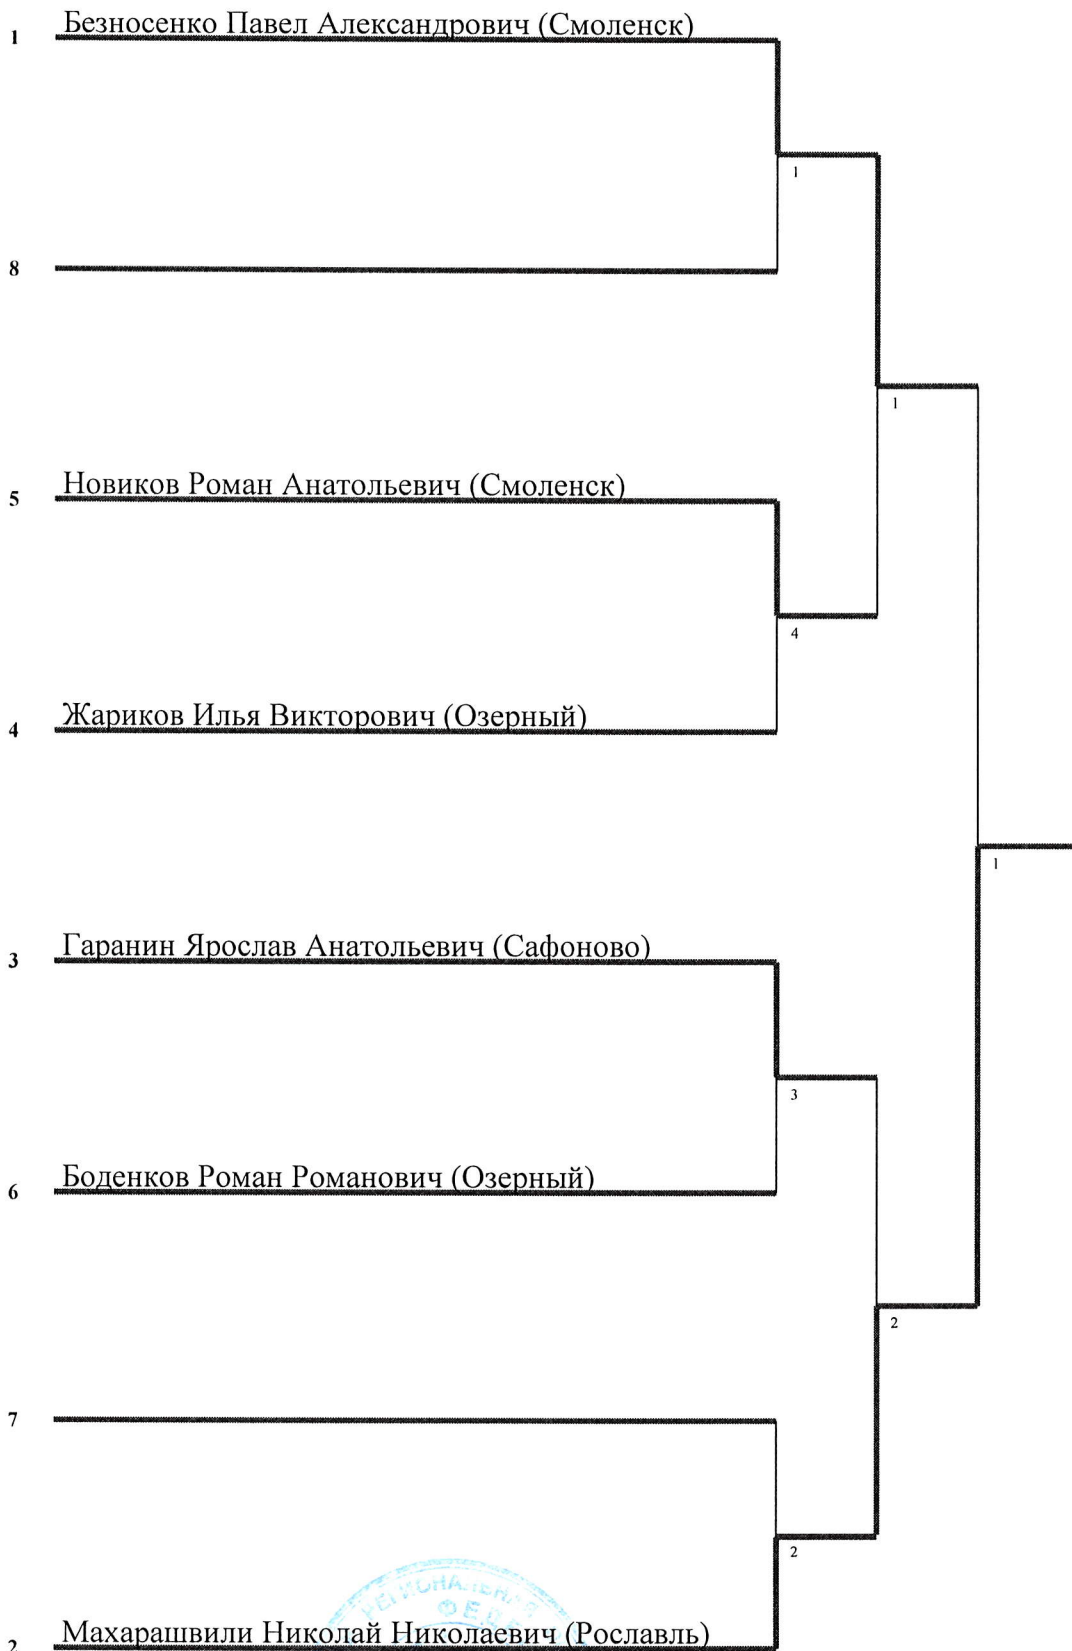 1 Безносенко Павел Александрович (Смоленск)
1
8
1
5 Новиков Роман Анатольевич (Смоленск)
4
4 Жариков Илья Викторович (Озерный)
1
3 Гаранин Ярослав Анатольевич (Сафоново)
3
6 Боденков Роман Романович (Озерный)
2
7
2
РЕГИОНАЛЬНАЯ
2 Махарашвили Николай Николаевич (Рославль)